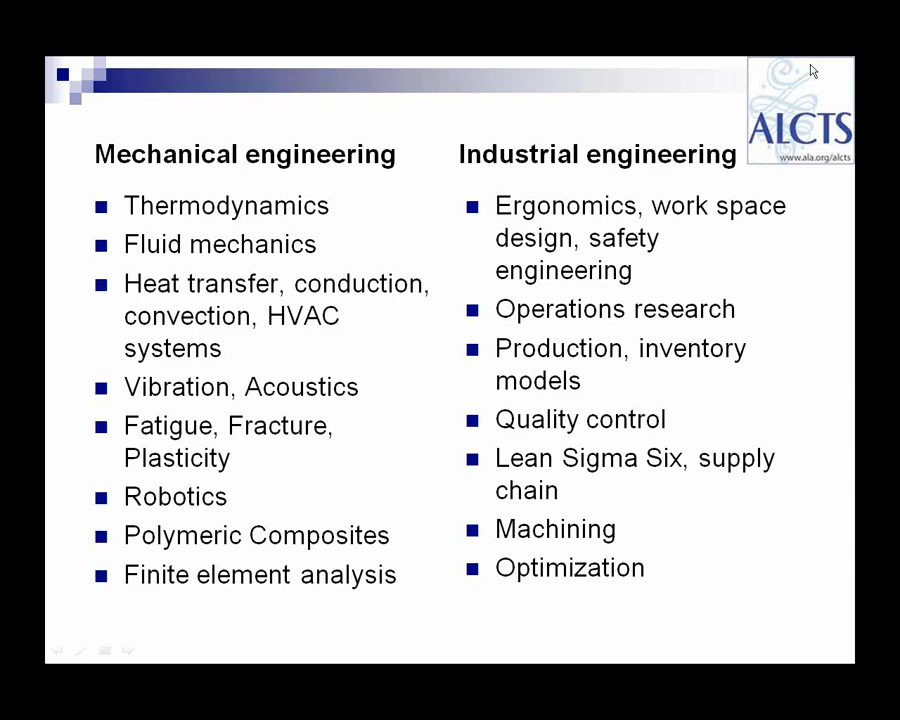 ALCTS
www.ala.org/alcts
Mechanical engineering
Thermodynamics
Fluid mechanics
Heat transfer, conduction,
convection, HVAC
systems
Vibration, Acoustics
Fatigue, Fracture,
Plasticity
Robotics
Polymeric Composites
Finite element analysis
Industrial engineering
Ergonomics, work space
design, safety
engineering
Operations research
Production, inventory
models
Quality control
Lean Sigma Six, supply
chain
Machining
Optimization